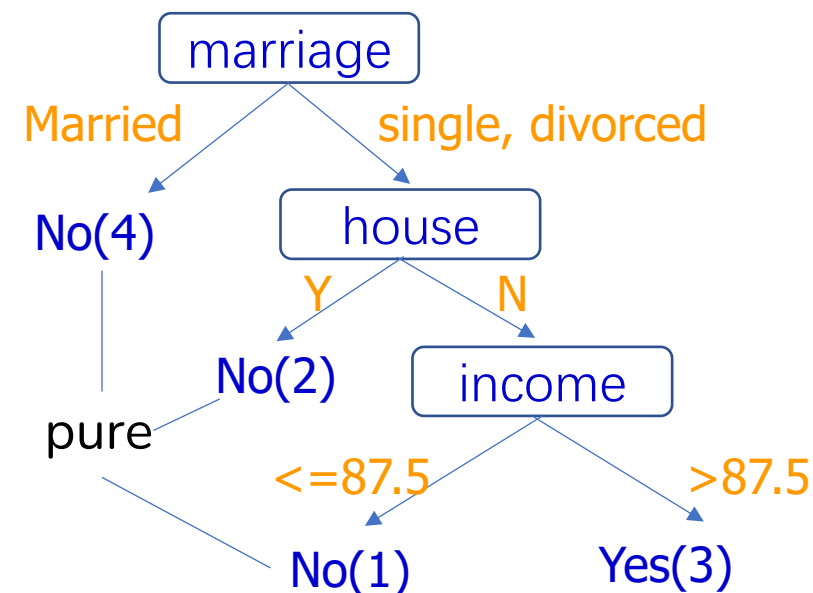 marriage
Married
single, divorced
No(4)
house
Y
N
No(2)
income
pure
<=87.5
>87.5
No(1)
Yes(3)